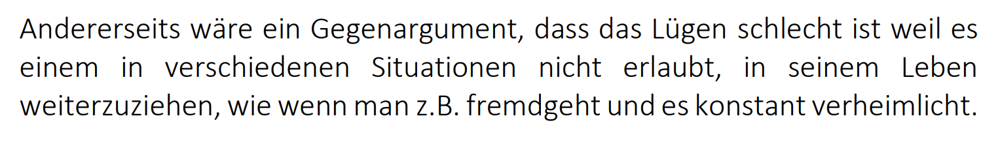 Andererseits wäre ein Gegenargument, dass das Lügen schlecht ist weil es
einem in verschiedenen Situationen nicht erlaubt, in seinem Leben
weiterzuziehen, wie wenn man z.B. fremdgeht und es konstant verheimlicht.